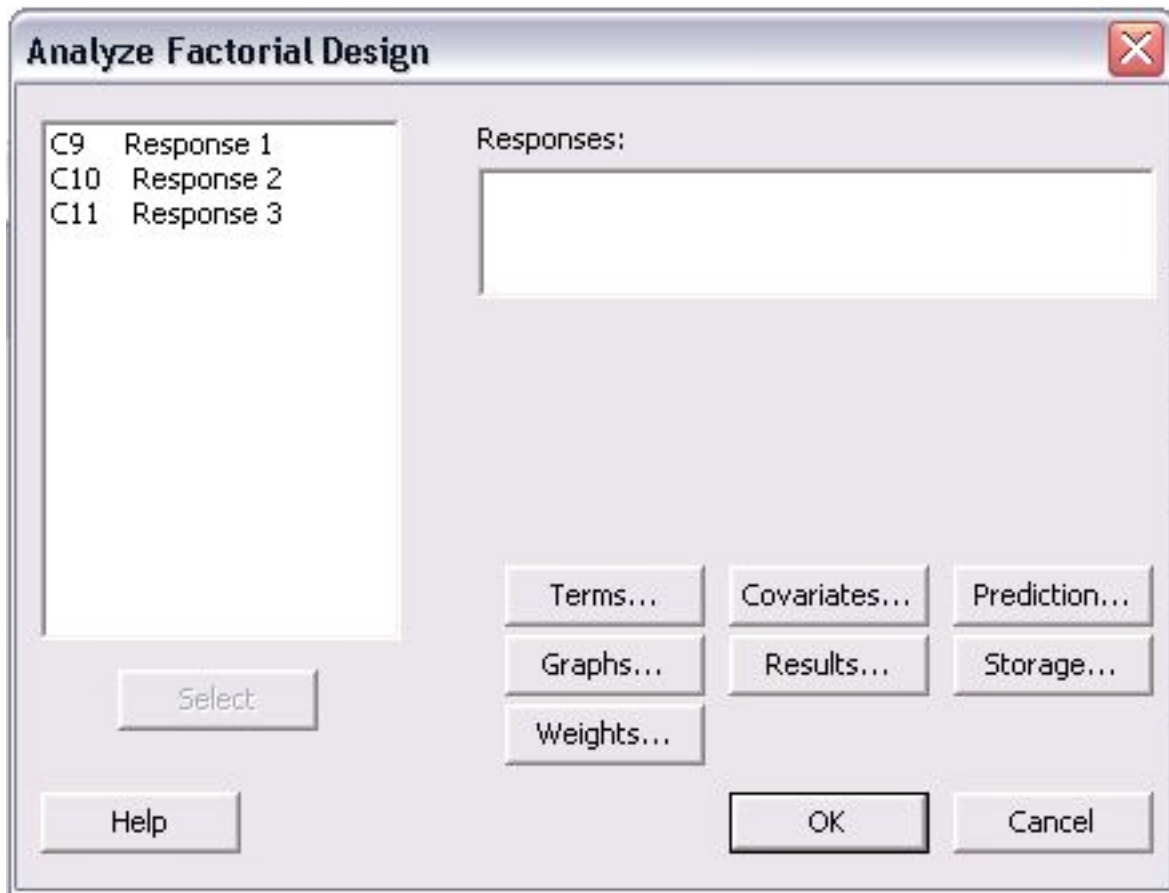 Analyze Factorial Design
C9 Response 1
C10 Response 2
C11 Response 3
Responses:
Select
Terms...
Covariates...
Prediction...
Graphs...
Results...
Storage...
Weights...
Help
OK
Cancel